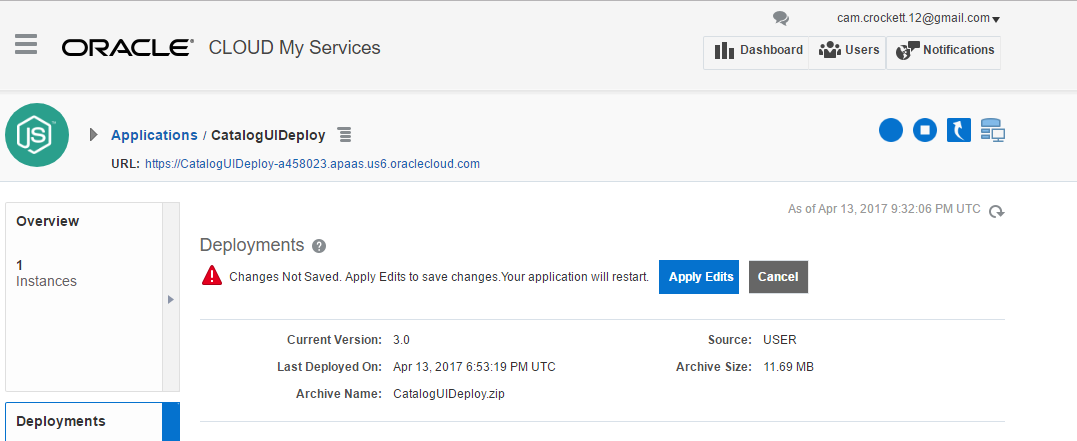 cam.crockett.12@gmail.com
ORACLE® CLOUD My Services
Dashboard Users Notifications
JS
Applications / CatalogUIDeploy
URL: https://CatalogUIDeploy-a458023.apaas.us6.oraclecloud.com
As of Apr 13, 2017 9:32:06 PM UTC
Overview
1
Instances
Deployments ?
Changes Not Saved. Apply Edits to save changes.Your application will restart. Apply Edits Cancel
Current Version: 3.0 Source: USER
Last Deployed On: Apr 13, 2017 6:53:19 PM UTC Archive Size: 11.69 MB
Archive Name: CatalogUIDeploy.zip
Deployments